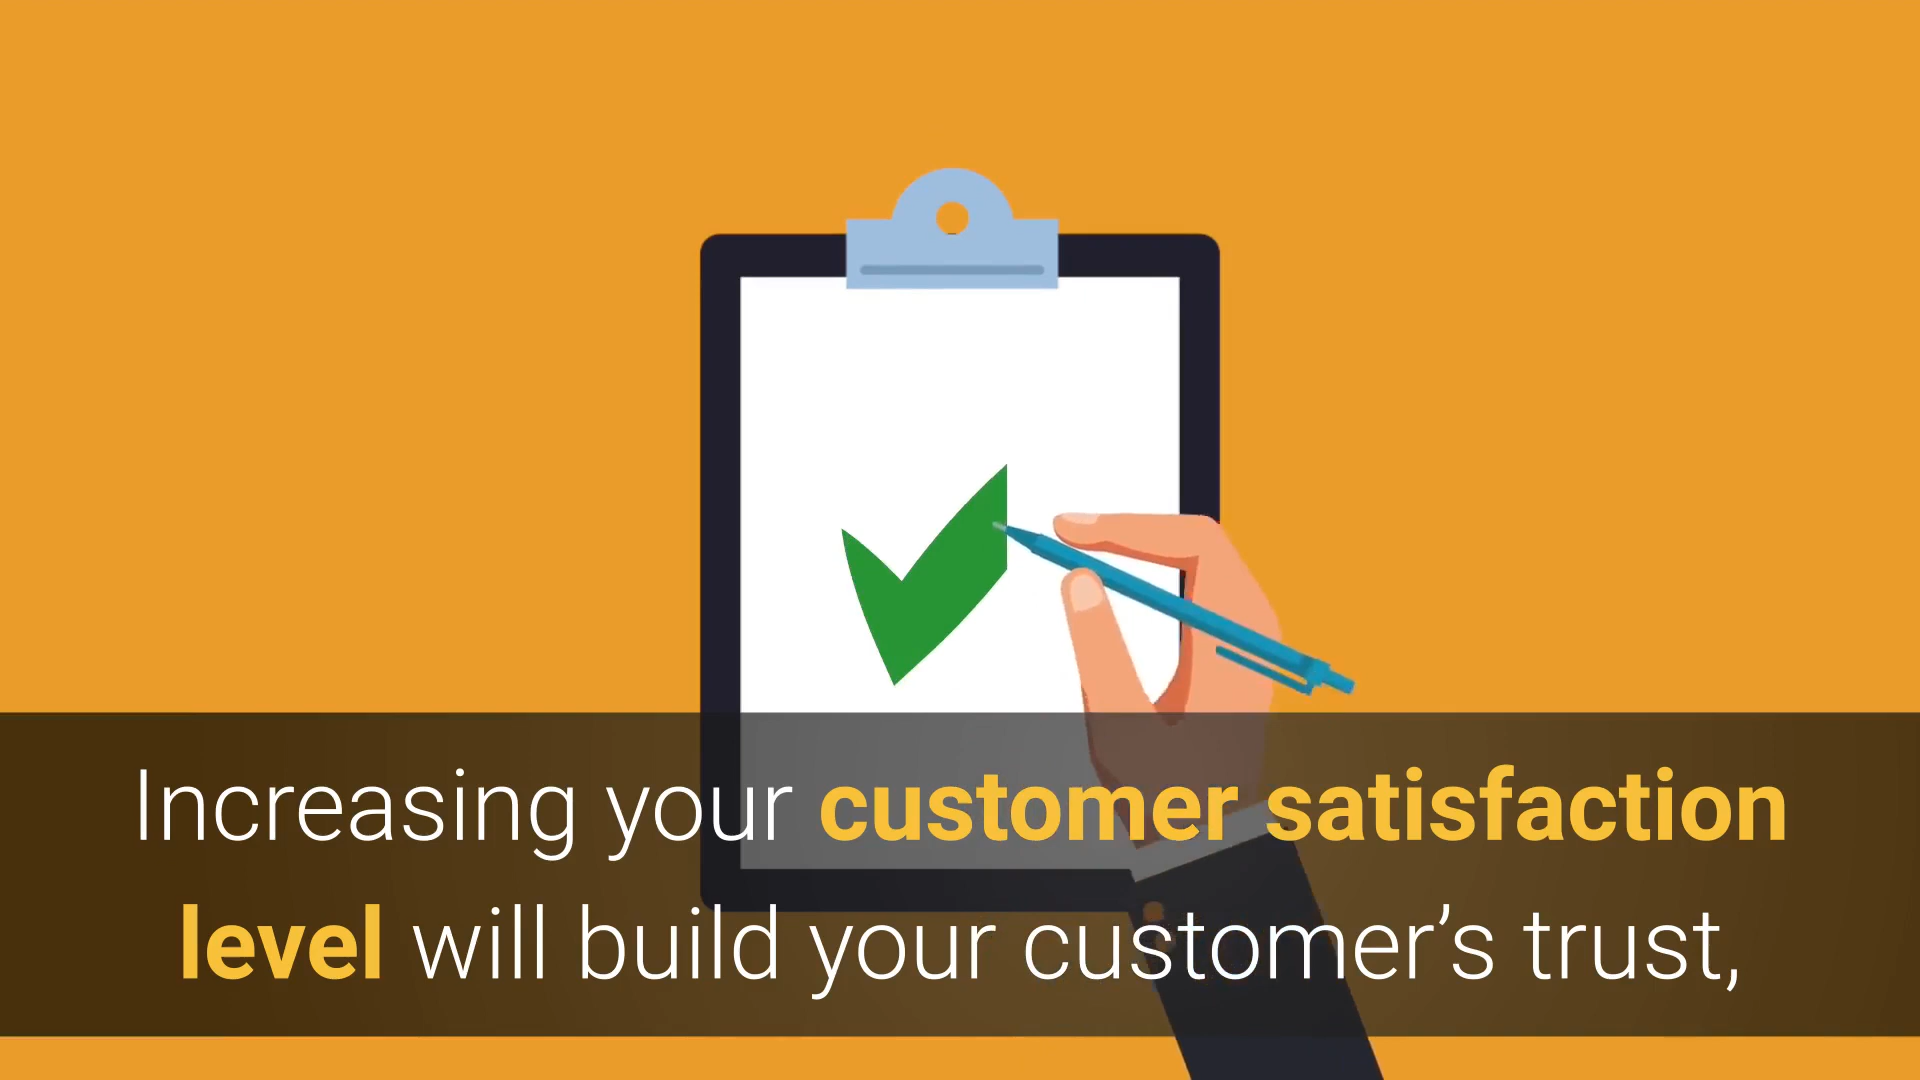 Increasing your customer satisfaction
level will build your customer’s trust,